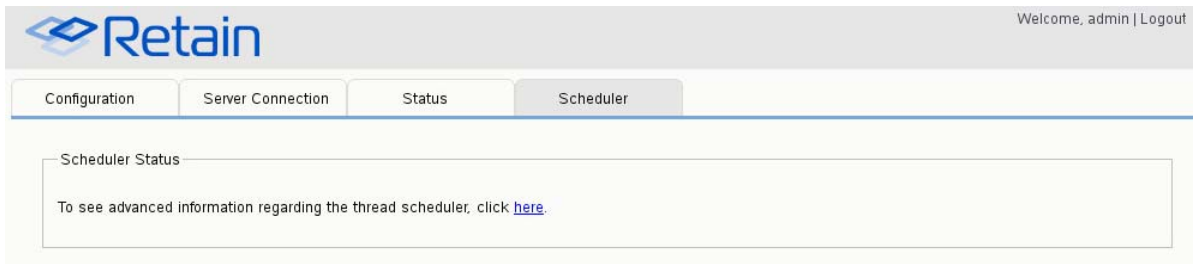 Retain
Welcome, admin | Logout
Configuration
Server Connection
Status
Scheduler
Scheduler Status
To see advanced information regarding the thread scheduler, click here.